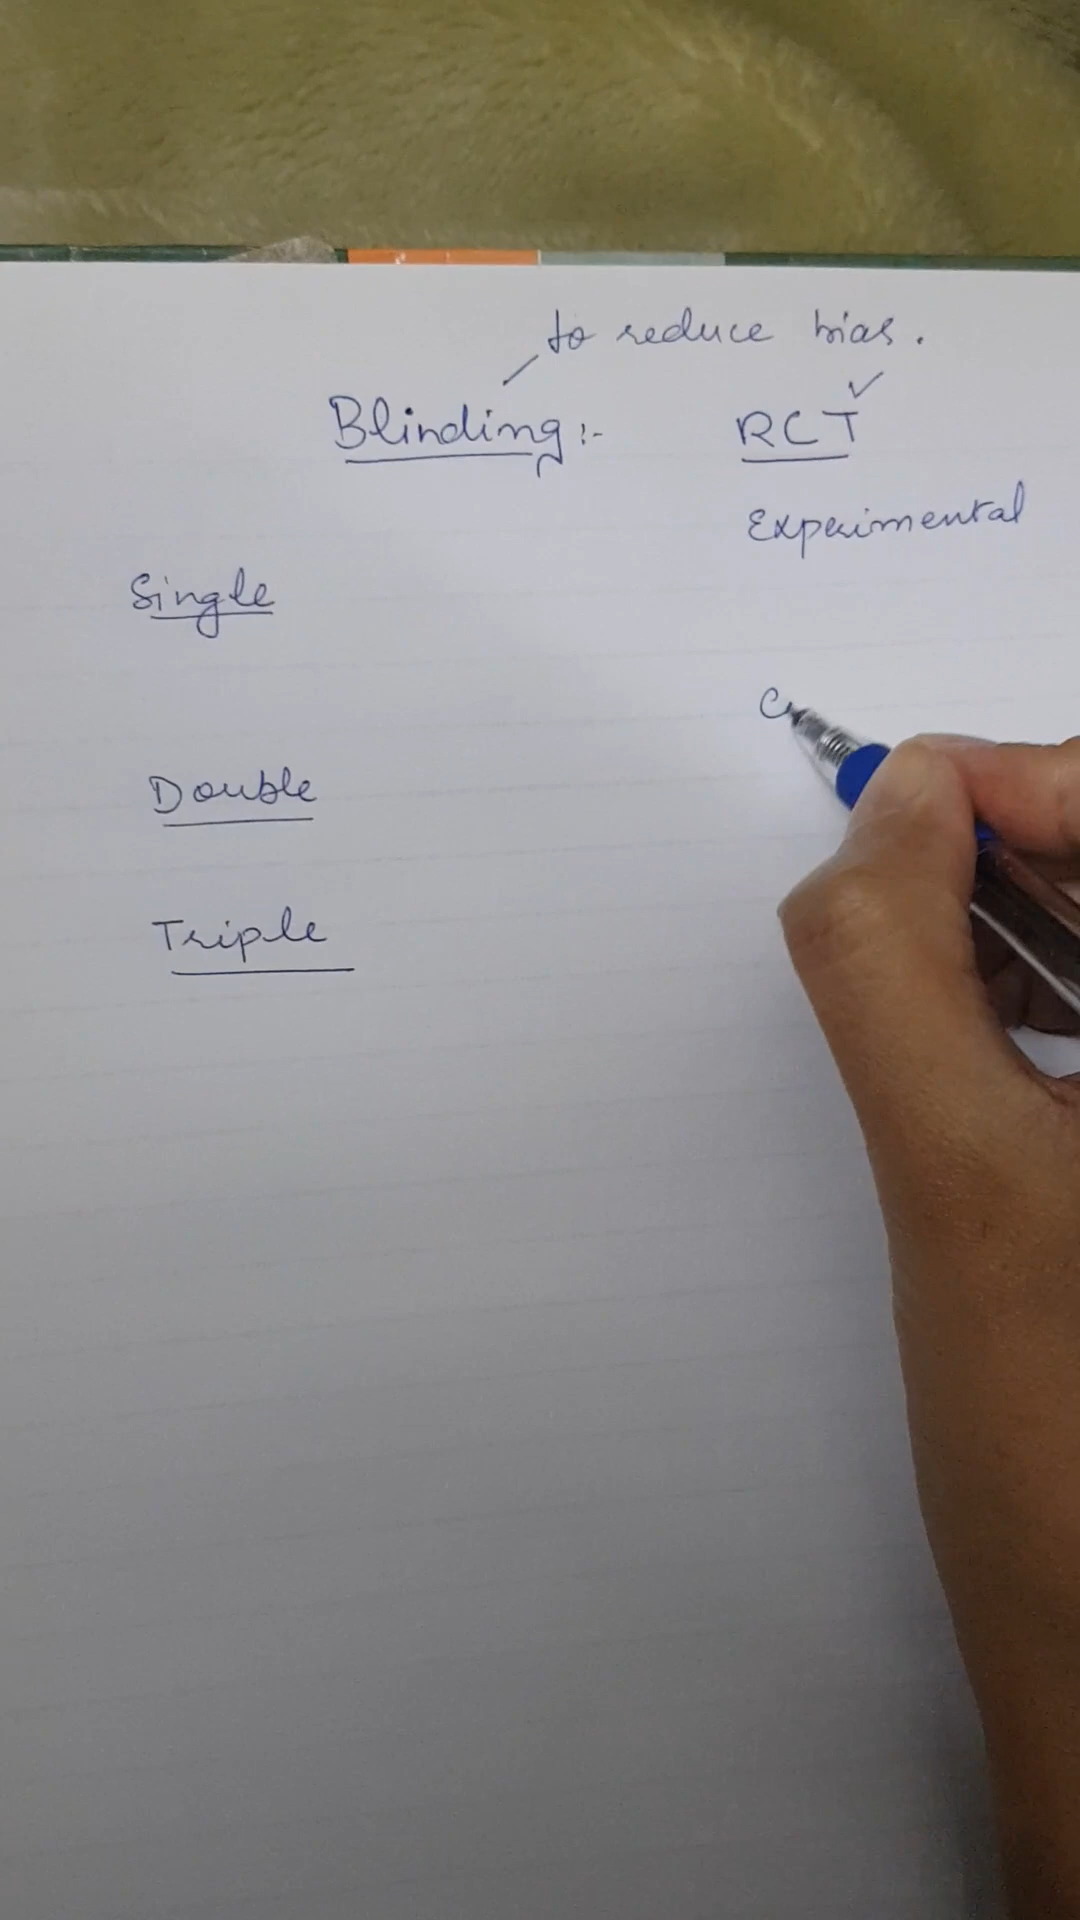 to reduce bias.
Blinding :- RCT
Experimental
Single
Double
Triple